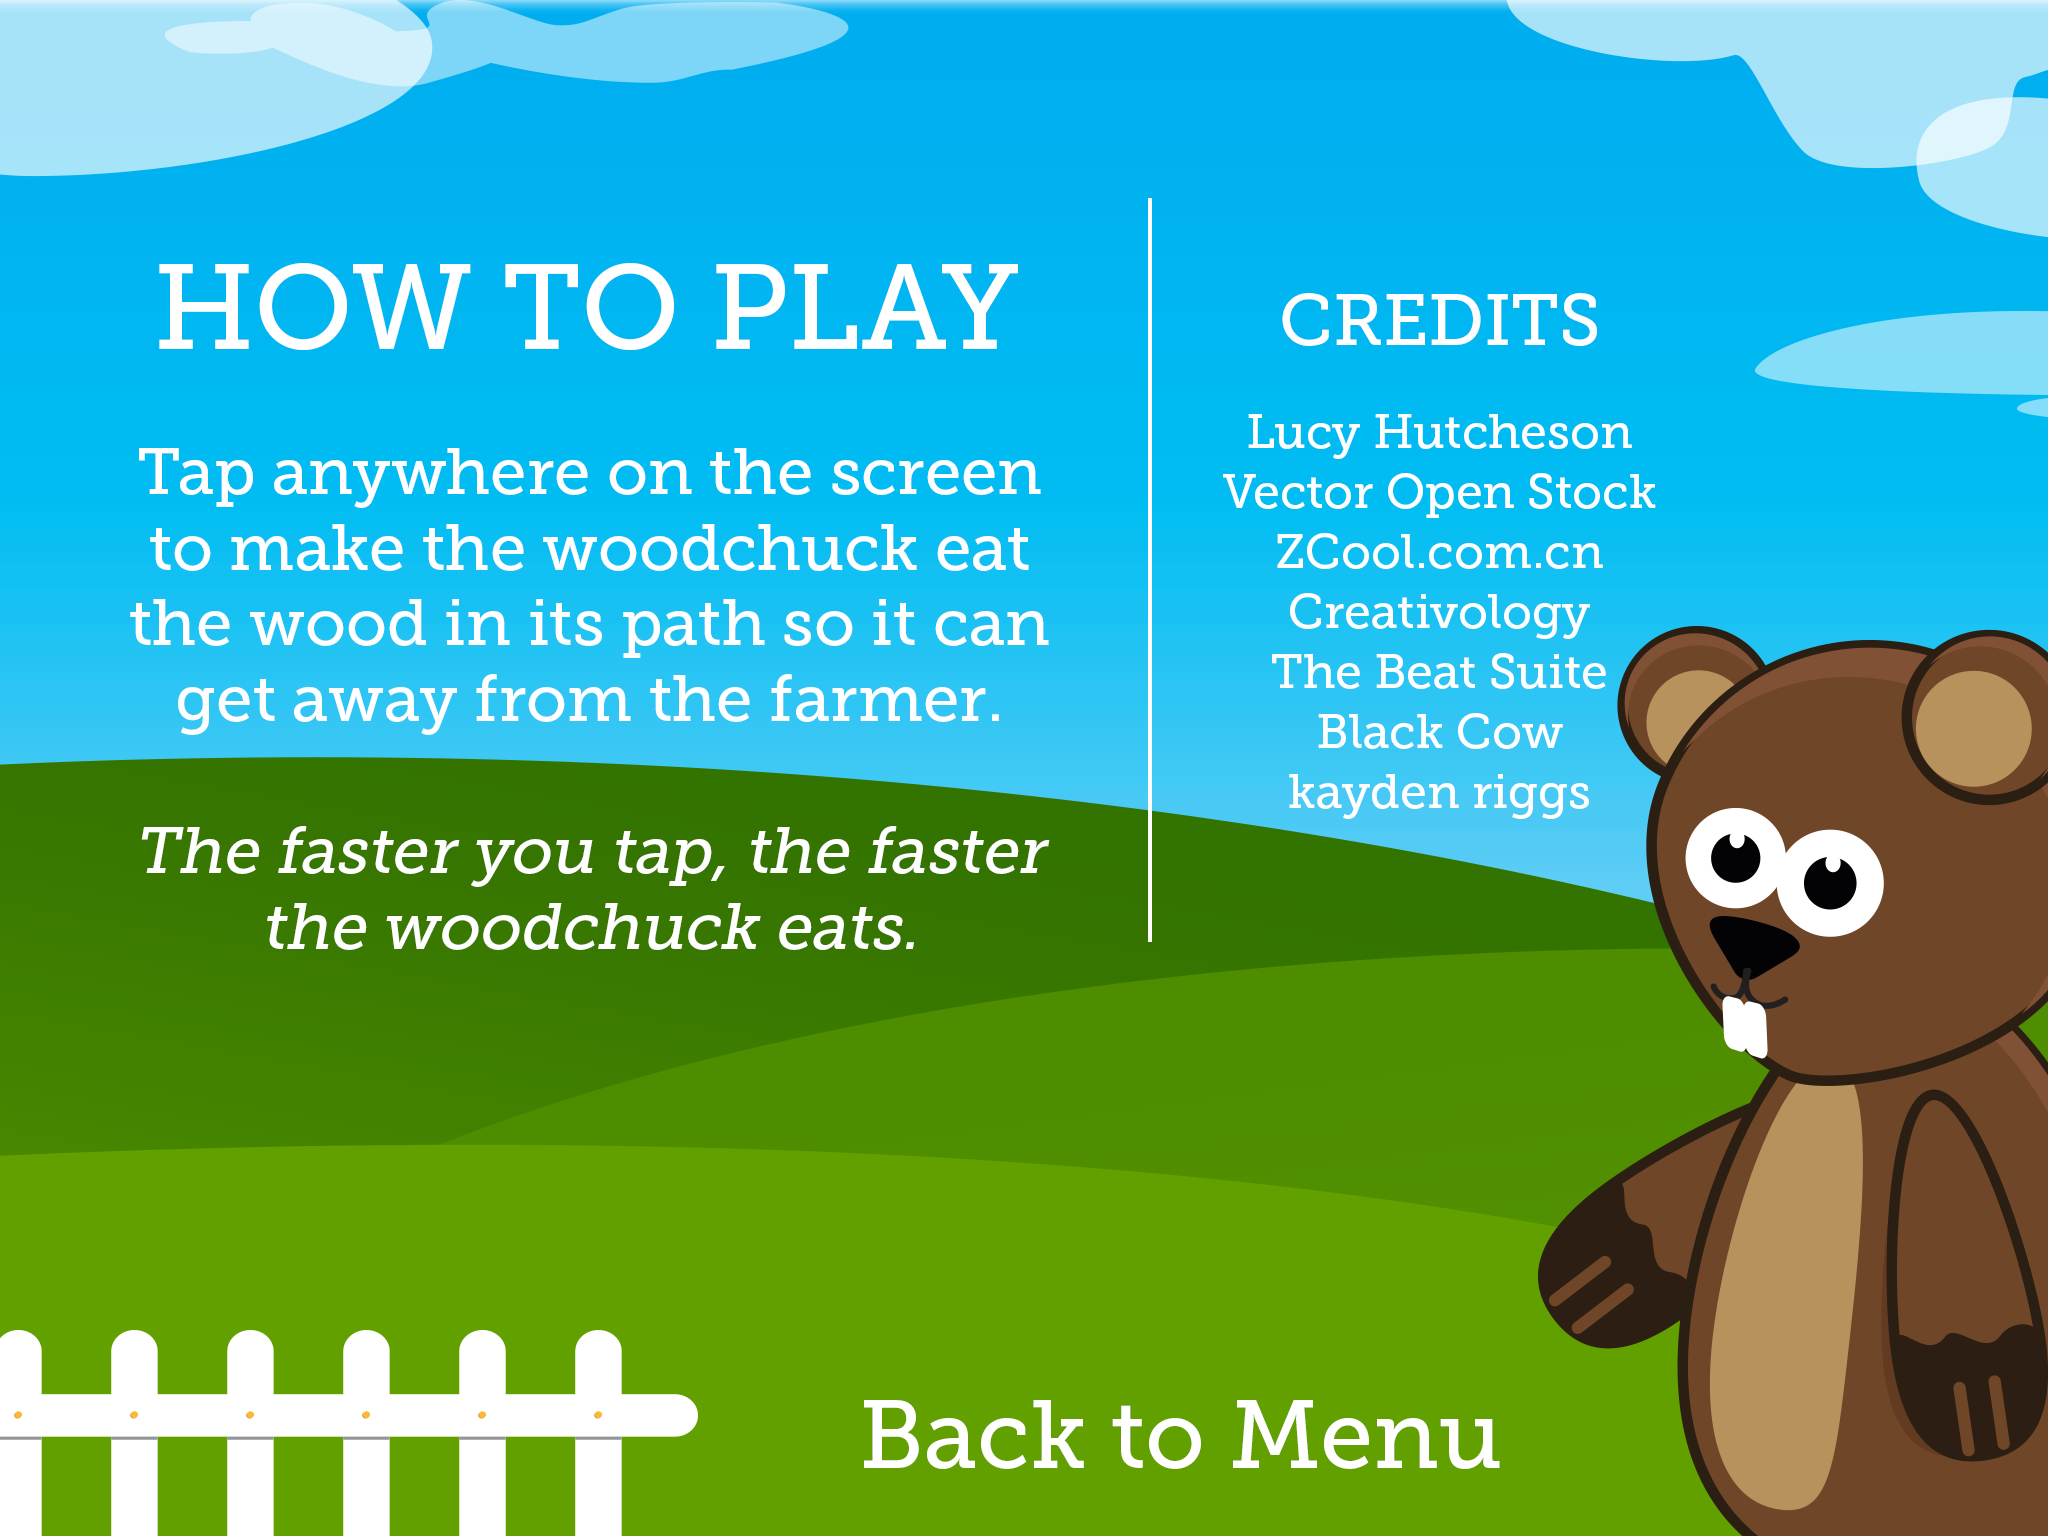 HOW TO PLAY
Tap anywhere on the screen
to make the woodchuck eat
the wood in its path so it can
get away from the farmer.
The faster you tap, the faster
the woodchuck eats.
CREDITS
Lucy Hutcheson
Vector Open Stock
ZCool.com.cn
Creativology
The Beat Suite
Black Cow
kayden riggs
Back to Menu